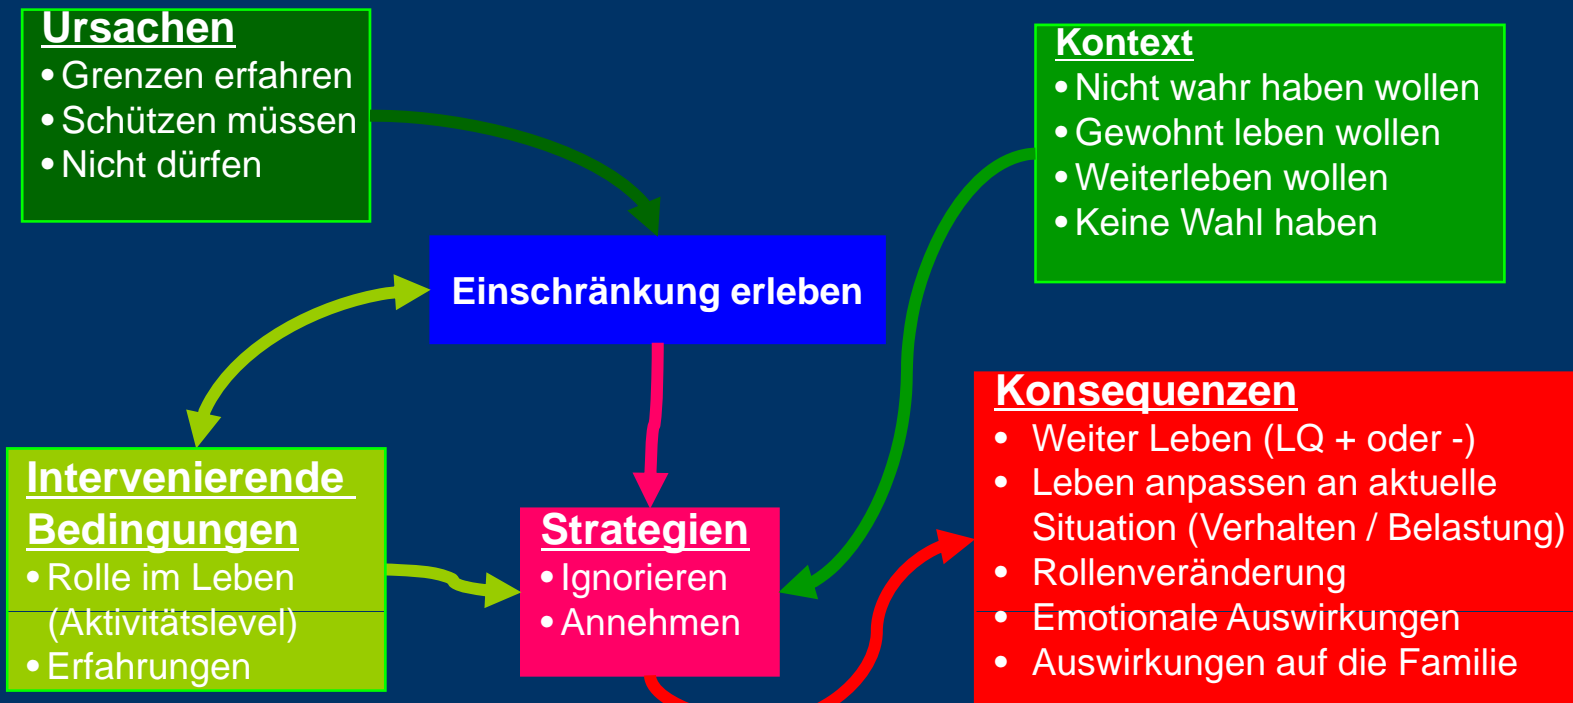 Ursachen
• Grenzen erfahren
• Schützen müssen
• Nicht dürfen
Kontext
• Nicht wahr haben wollen
• Gewohnt leben wollen
• Weiterleben wollen
• Keine Wahl haben
Einschränkung erleben
Intervenierende
Bedingungen
• Rolle im Leben
(Aktivitätslevel)
• Erfahrungen
Strategien
• Ignorieren
• Annehmen
Konsequenzen
• Weiter Leben (LQ + oder -)
• Leben anpassen an aktuelle
Situation (Verhalten / Belastung)
• Rollenveränderung
• Emotionale Auswirkungen
• Auswirkungen auf die Familie